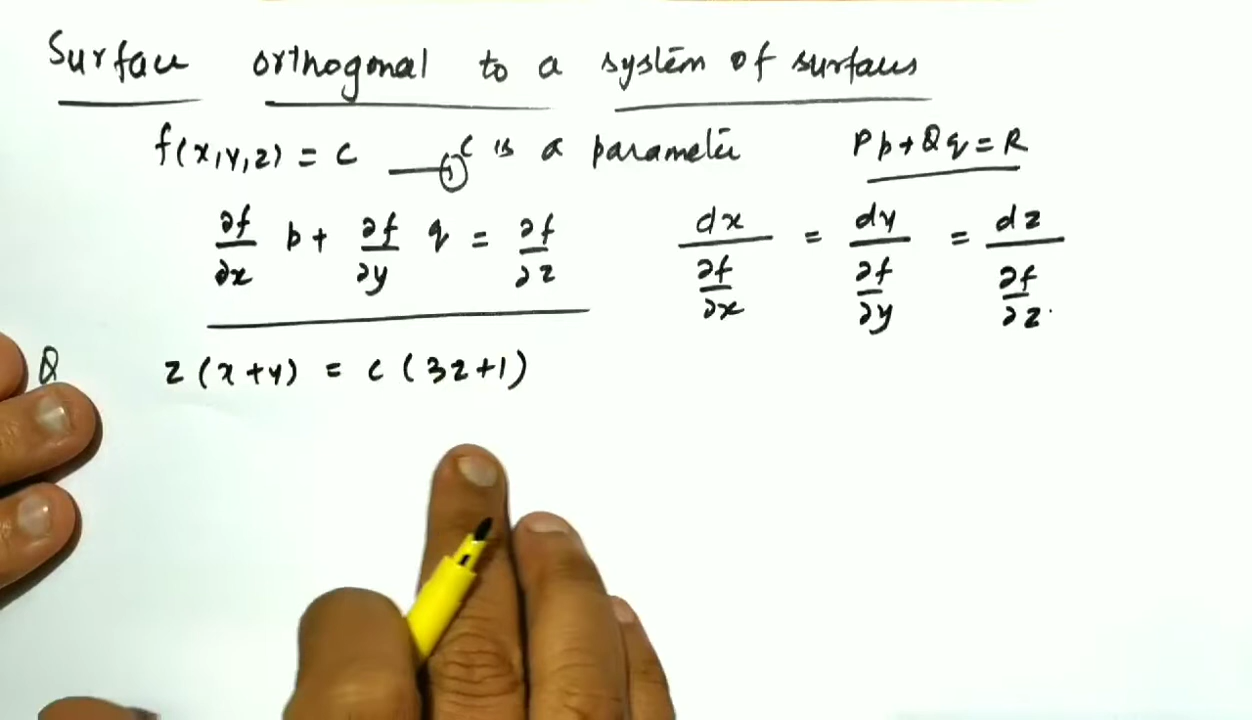 Surface orthogonal to a system of surfaces
f(x,y,z) = c —① c is a parameter Pp+Qq=R
∂f/∂x p + ∂f/∂y q = ∂f/∂z dx/(∂f/∂x) = dy/(∂f/∂y) = dz/(∂f/∂z).
Q z(x+y) = c(3z+1)